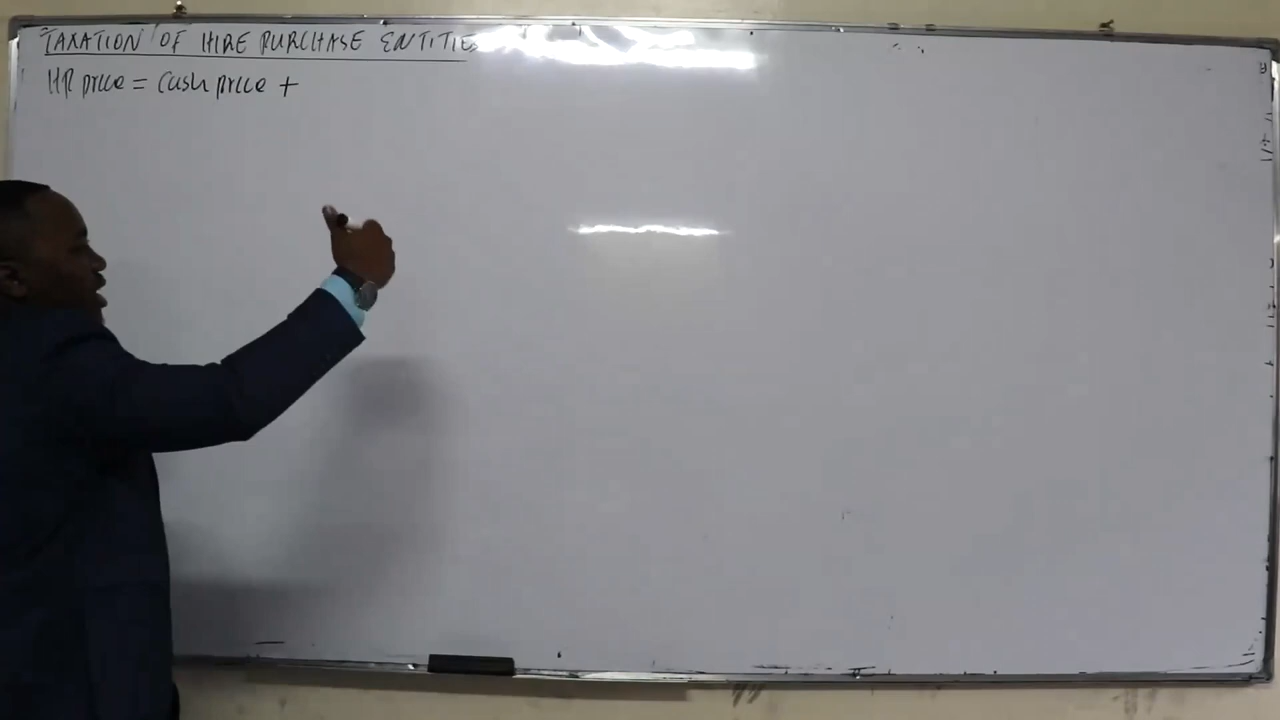 TAXATION OF HIRE PURCHASE ENTITIES
HP price = Cash price +